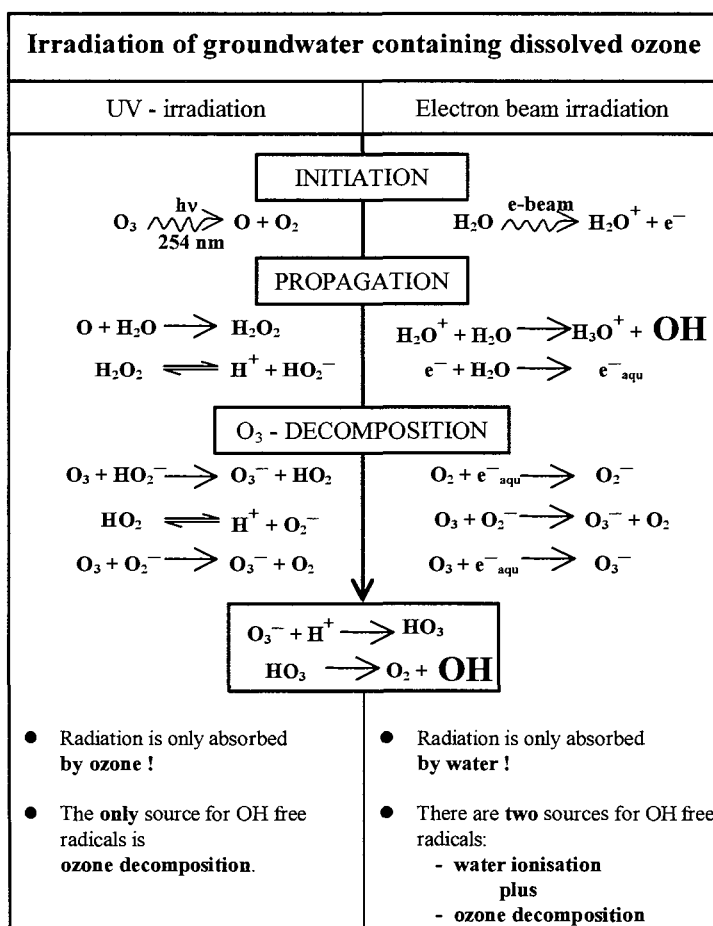 Irradiation of groundwater containing dissolved ozone
UV - irradiation
Electron beam irradiation
INITIATION
O₃ hν 254 nm → O + O₂
H₂O e-beam → H₂O⁺ + e⁻
PROPAGATION
O + H₂O → H₂O₂
H₂O₂ ⇌ H⁺ + HO₂⁻
H₂O⁺ + H₂O → H₃O⁺ + OH
e⁻ + H₂O → e⁻aqu
O₃ - DECOMPOSITION
O₃ + HO₂⁻ → O₃⁻ + HO₂
HO₂ ⇌ H⁺ + O₂⁻
O₃ + O₂⁻ → O₃⁻ + O₂
O₂ + e⁻aqu → O₂⁻
O₃ + O₂⁻ → O₃⁻ + O₂
O₃ + e⁻aqu → O₃⁻
O₃⁻ + H⁺ → HO₃
HO₃ → O₂ + OH
● Radiation is only absorbed
by ozone !
● The only source for OH free
radicals is
ozone decomposition.
● Radiation is only absorbed
by water !
● There are two sources for OH free
radicals:
- water ionisation
plus
- ozone decomposition